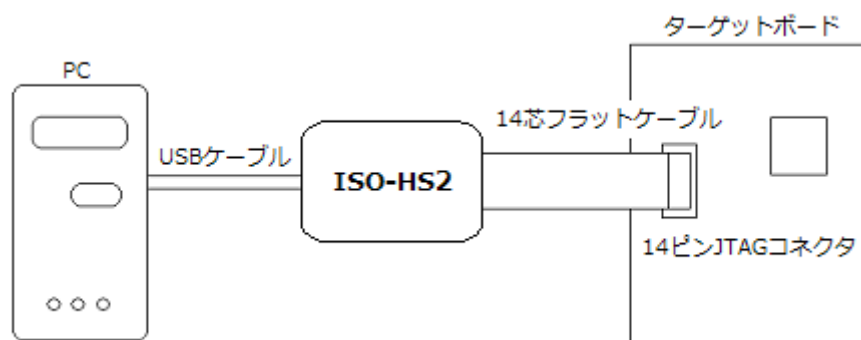 ターゲットボード
PC
14芯フラットケーブル
USBケーブル
ISO-HS2
14ピンJTAGコネクタ